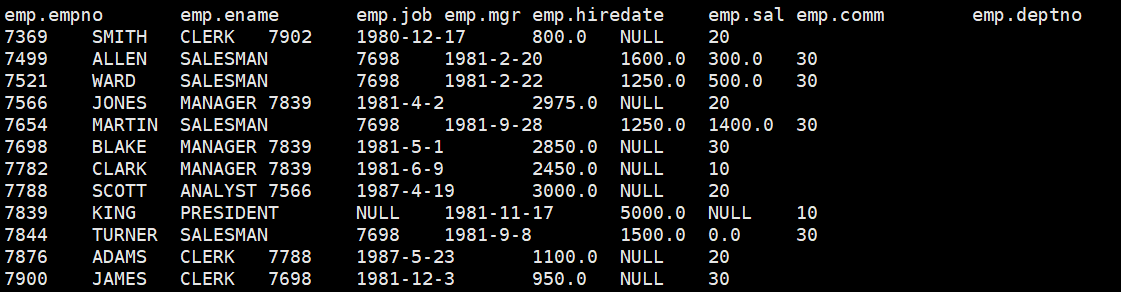 emp.empno emp.ename emp.job emp.mgr emp.hiredate emp.sal emp.comm emp.deptno
7369 SMITH CLERK 7902 1980-12-17 800.0 NULL 20
7499 ALLEN SALESMAN 7698 1981-2-20 1600.0 300.0 30
7521 WARD SALESMAN 7698 1981-2-22 1250.0 500.0 30
7566 JONES MANAGER 7839 1981-4-2 2975.0 NULL 20
7654 MARTIN SALESMAN 7698 1981-9-28 1250.0 1400.0 30
7698 BLAKE MANAGER 7839 1981-5-1 2850.0 NULL 30
7782 CLARK MANAGER 7839 1981-6-9 2450.0 NULL 10
7788 SCOTT ANALYST 7566 1987-4-19 3000.0 NULL 20
7839 KING PRESIDENT NULL 1981-11-17 5000.0 NULL 10
7844 TURNER SALESMAN 7698 1981-9-8 1500.0 0.0 30
7876 ADAMS CLERK 7788 1987-5-23 1100.0 NULL 20
7900 JAMES CLERK 7698 1981-12-3 950.0 NULL 30